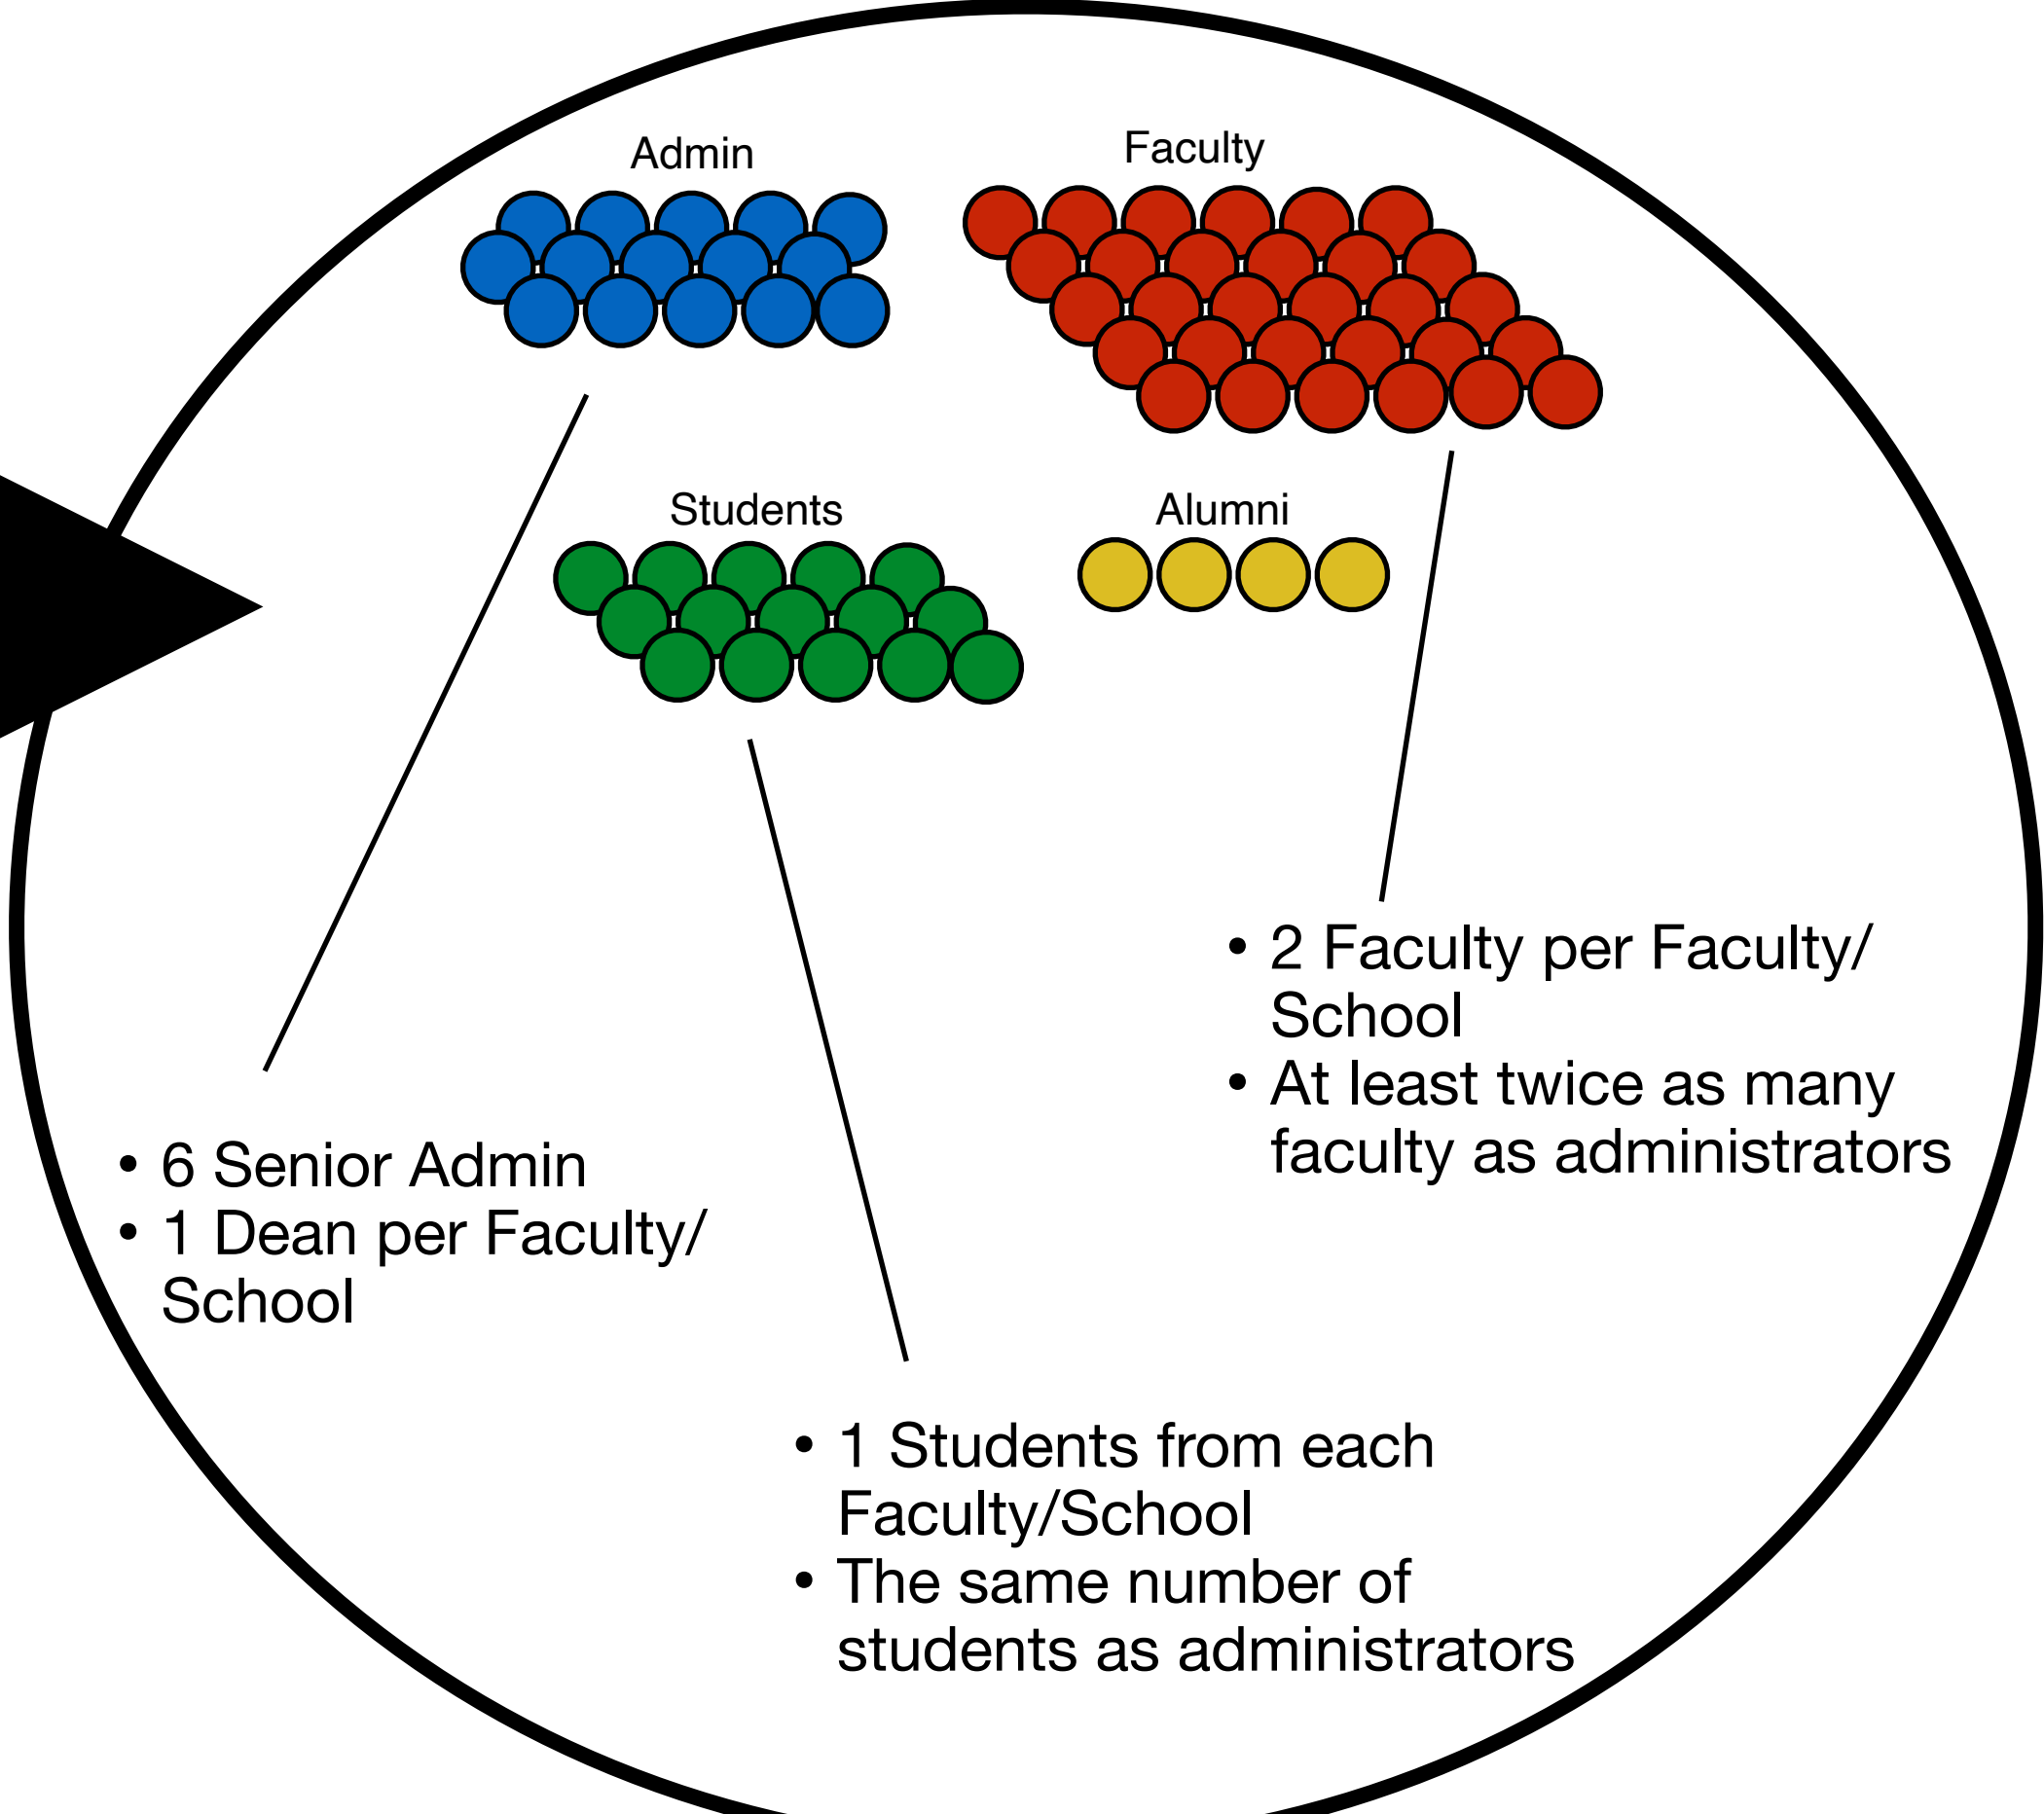 Admin
Faculty
Students
Alumni
• 2 Faculty per Faculty/
School
• At least twice as many
faculty as administrators
• 6 Senior Admin
• 1 Dean per Faculty/
School
• 1 Students from each
Faculty/School
• The same number of
students as administrators